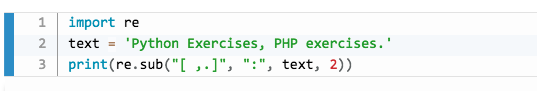 1 import re
2 text = 'Python Exercises, PHP exercises.'
3 print(re.sub("[ ,.]", ":", text, 2))